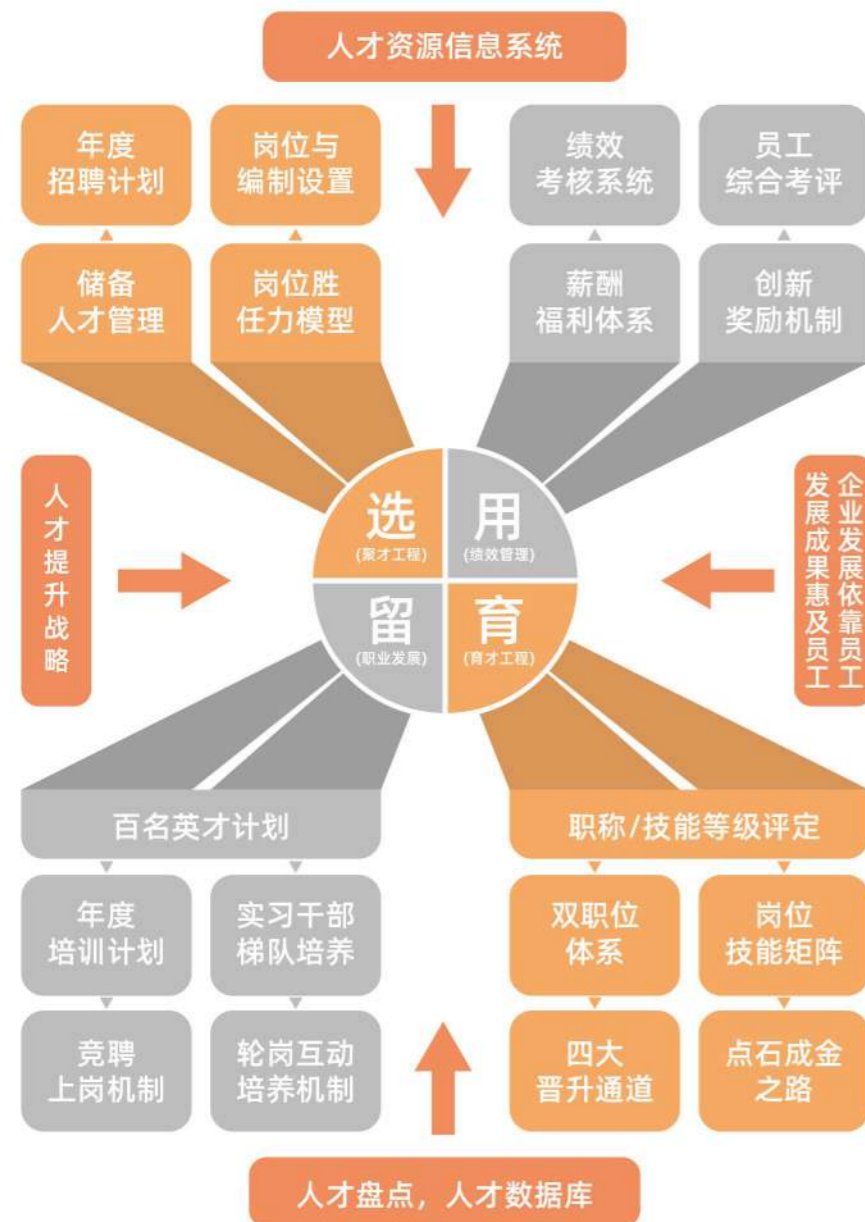 人才资源信息系统
年度
招聘计划
岗位与
编制设置
绩效
考核系统
员工
综合考评
储备
人才管理
岗位胜
任力模型
薪酬
福利体系
创新
奖励机制
人才提升战略
选
(聚才工程)
用
(绩效管理)
留
(职业发展)
育
(育才工程)
企业发展依靠员工
发展成果惠及员工
百名英才计划
职称/技能等级评定
年度
培训计划
实习干部
梯队培养
双职位
体系
岗位
技能矩阵
竞聘
上岗机制
轮岗互动
培养机制
四大
晋升通道
点石成金
之路
人才盘点，人才数据库